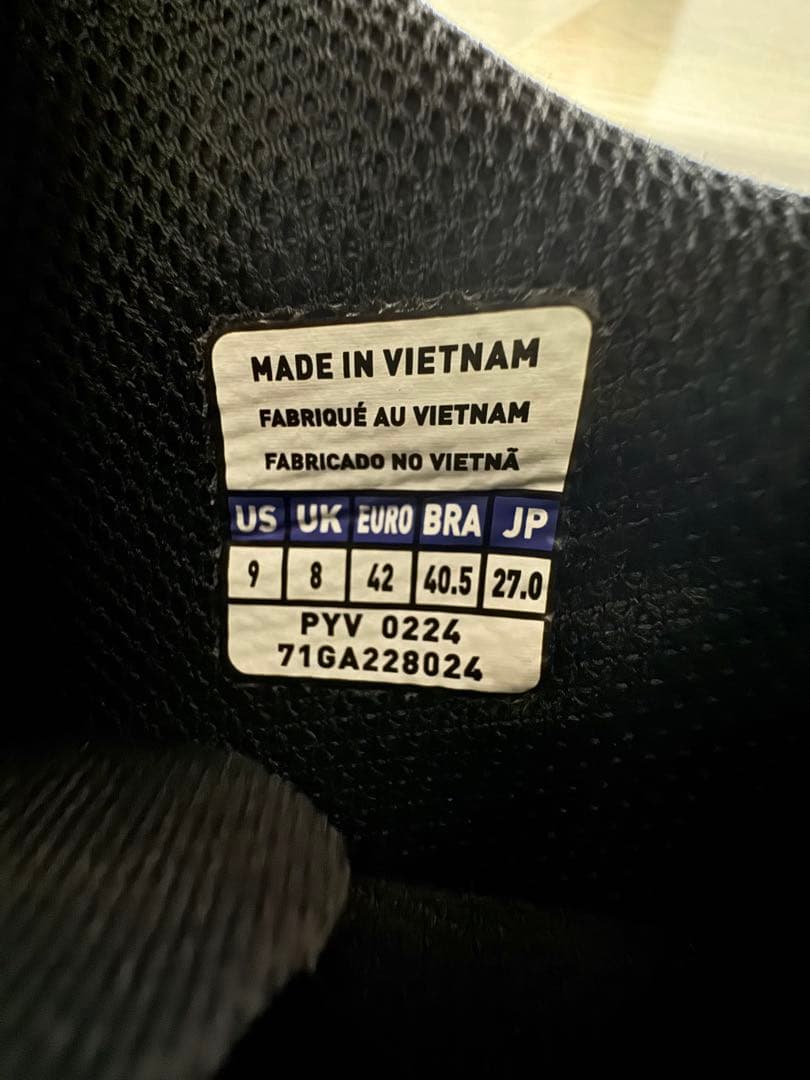 MADE IN VIETNAM
FABRIQUÉ AU VIETNAM
FABRICADO NO VIETNÃ
US UK EURO BRA JP
9 8 42 40.5 27.0
PYV 0224
71GA228024